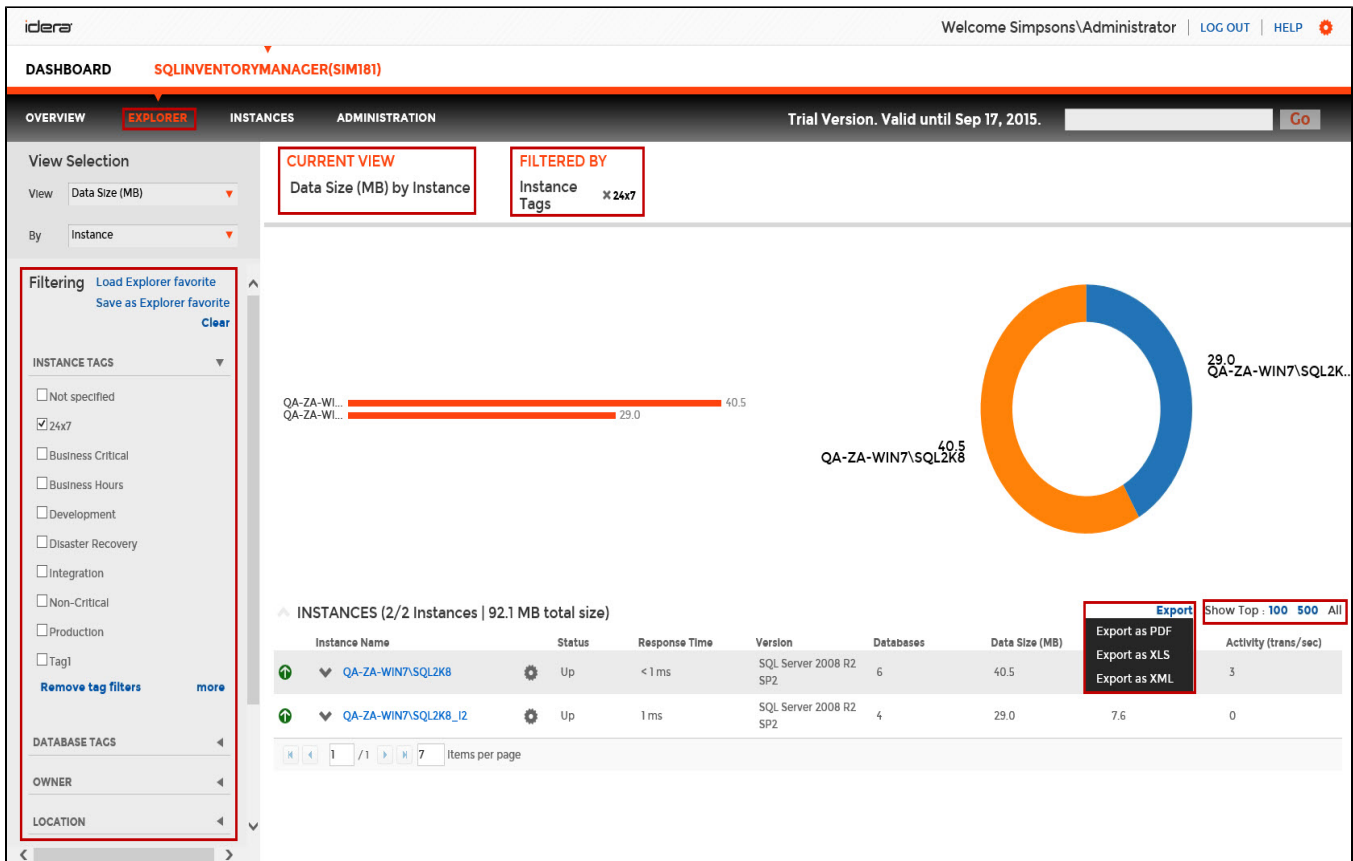 idera
Welcome Simpsons\Administrator | LOG OUT | HELP
DASHBOARD SQLINVENTORYMANAGER(SIM181)
OVERVIEW EXPLORER INSTANCES ADMINISTRATION Trial Version. Valid until Sep 17, 2015. Go
View Selection
View Data Size (MB)
By Instance
CURRENT VIEW
Data Size (MB) by Instance
FILTERED BY
Instance Tags 24x7
Filtering Load Explorer favorite
Save as Explorer favorite
Clear
INSTANCE TAGS
Not specified
24x7
Business Critical
Business Hours
Development
Disaster Recovery
Integration
Non-Critical
Production
Tag1
Remove tag filters more
DATABASE TAGS
OWNER
LOCATION
QA-ZA-WI... 40.5
QA-ZA-WI... 29.0
29.0
QA-ZA-WIN7\SQL2K..
40.5
QA-ZA-WIN7\SQL2K8
INSTANCES (2/2 Instances | 92.1 MB total size) Export Show Top : 100 500 All
Export as PDF
Export as XLS
Export as XML
Instance Name Status Response Time Version Databases Data Size (MB) Activity (trans/sec)
QA-ZA-WIN7\SQL2K8 Up <1 ms SQL Server 2008 R2 SP2 6 40.5 3
QA-ZA-WIN7\SQL2K8_I2 Up 1 ms SQL Server 2008 R2 SP2 4 29.0 7.6 0
1 /1 7 Items per page